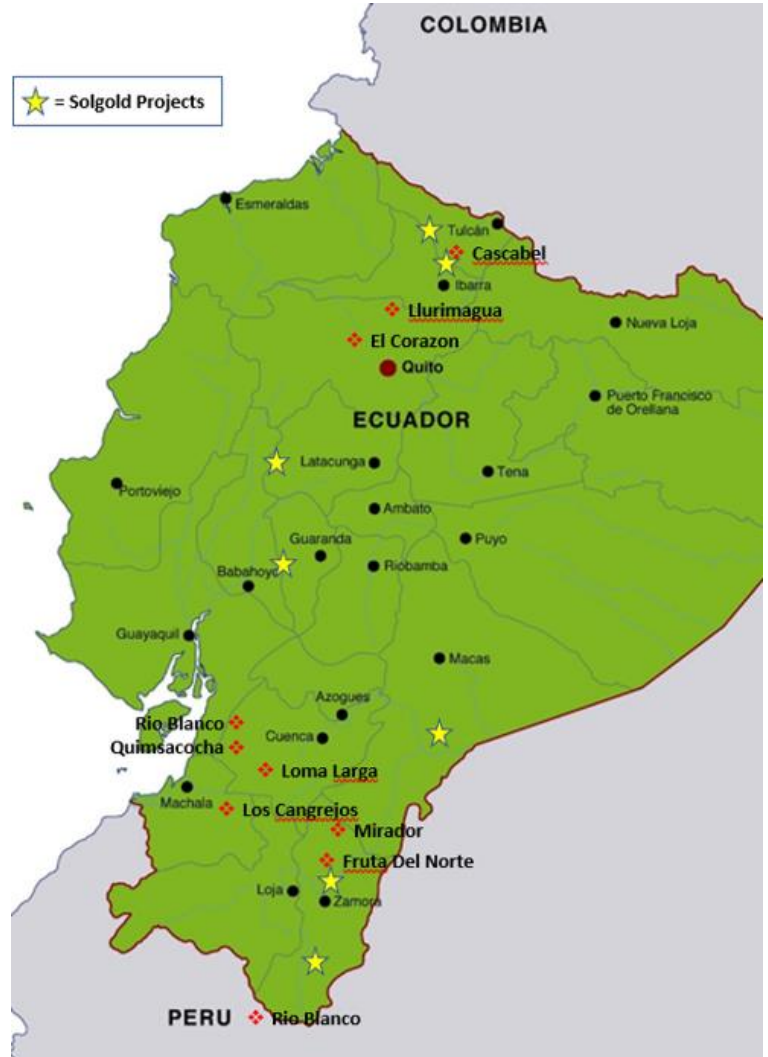 COLOMBIA
= Solgold Projects
Esmeraldas
Tulcán
Cascabel
Ibarra
Llurimagua
Nueva Loja
El Corazon
Quito
Puerto Francisco
de Orellana
ECUADOR
Latacunga
Tena
Portoviejo
Ambato
Guaranda
Puyo
Babahoyo
Riobamba
Guayaquil
Macas
Azogues
Rio Blanco
Cuenca
Quimsacocha
Loma Larga
Machala
Los Cangrejos
Mirador
Fruta Del Norte
Loja
Zamora
PERU
Rio Blanco